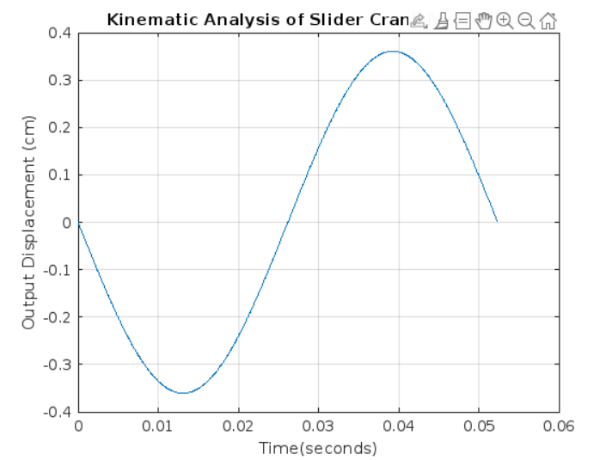 Kinematic Analysis of Slider Cran
0.4
0.3
0.2
0.1
0
-0.1
-0.2
-0.3
-0.4
Output Displacement (cm)
0 0.01 0.02 0.03 0.04 0.05 0.06
Time(seconds)